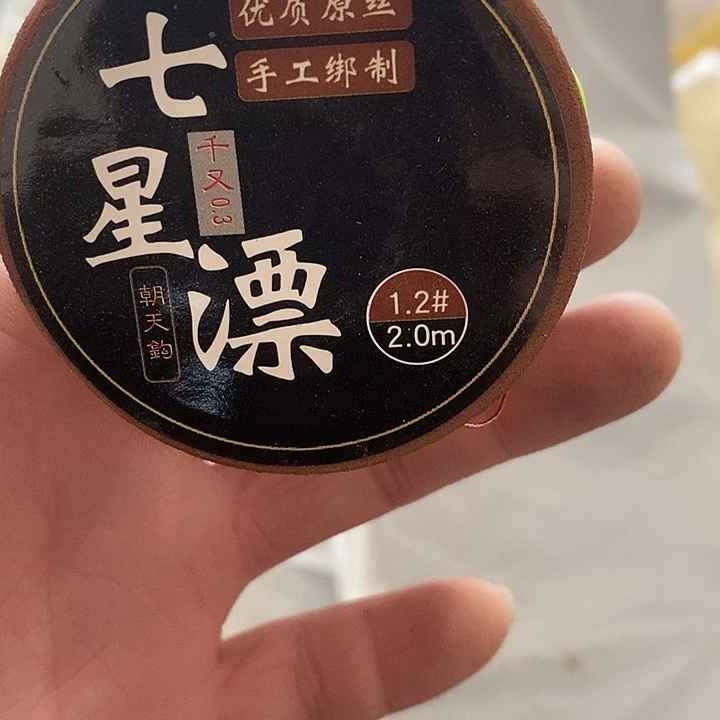 优质原丝
手工绑制
七星漂
千又0.3
朝天鈎
1.2#
2.0m